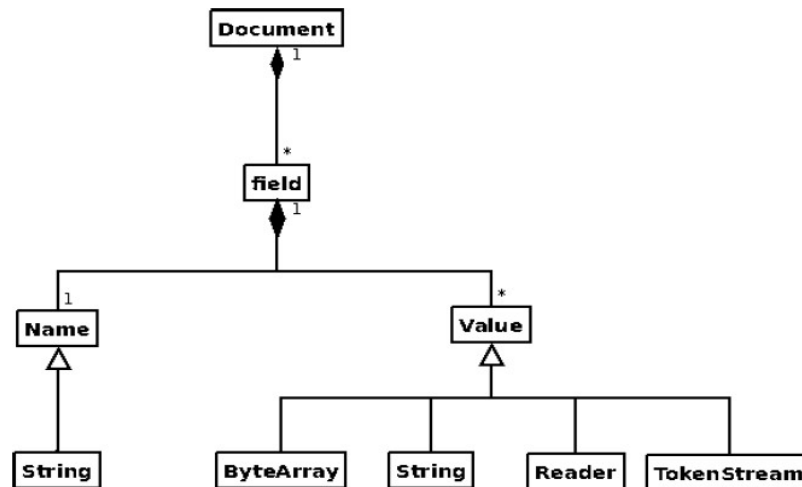 Document
1
*
field
1
1
*
Name
Value
String
ByteArray
String
Reader
TokenStream